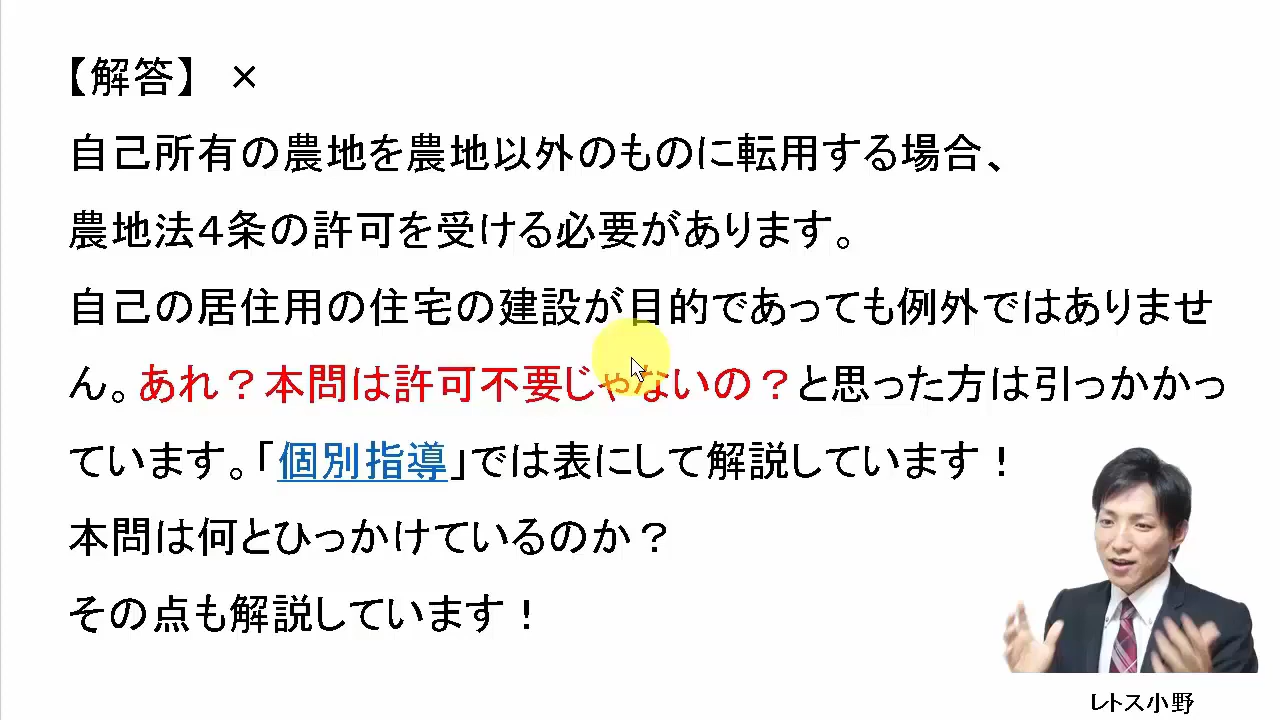 【解答】 ×
自己所有の農地を農地以外のものに転用する場合、
農地法４条の許可を受ける必要があります。
自己の居住用の住宅の建設が目的であっても例外ではありませ
ん。あれ？本問は許可不要じゃないの？と思った方は引っかかっ
ています。「個別指導」では表にして解説しています！
本問は何とひっかけているのか？
その点も解説しています！
レトス小野